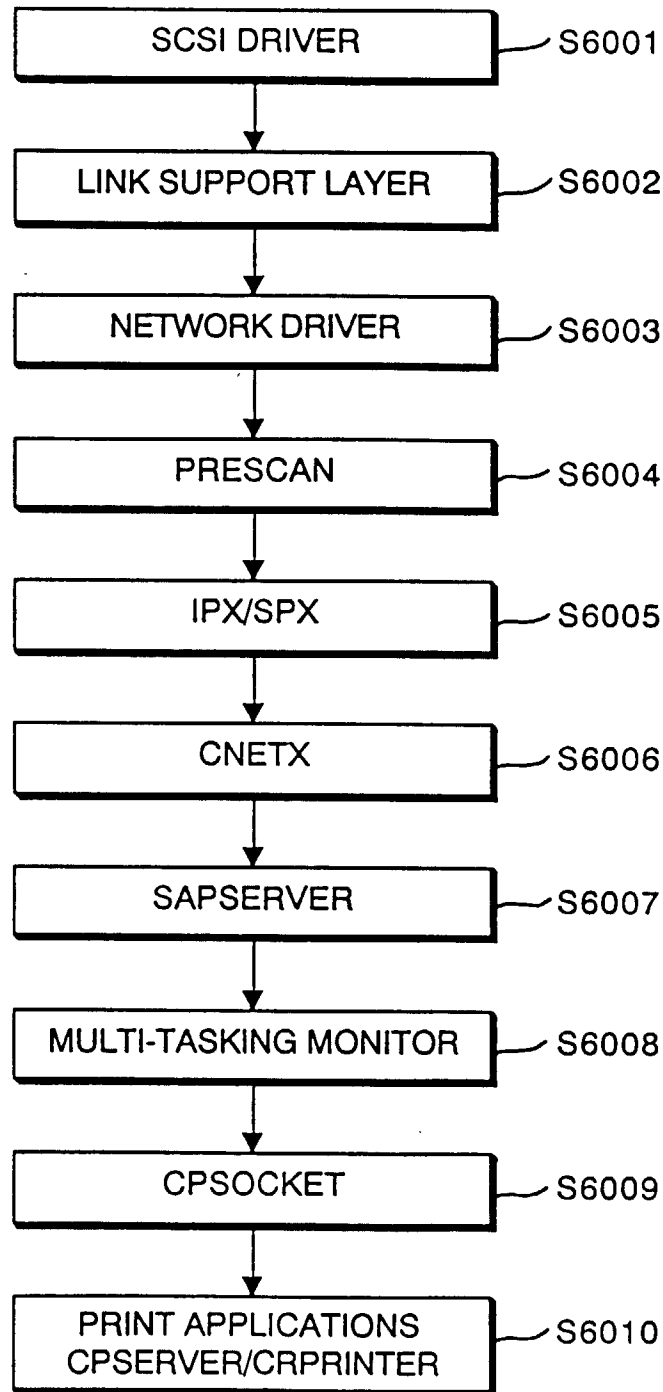 SCSI DRIVER S6001
LINK SUPPORT LAYER S6002
NETWORK DRIVER S6003
PRESCAN S6004
IPX/SPX S6005
CNETX S6006
SAPSERVER S6007
MULTI-TASKING MONITOR S6008
CPSOCKET S6009
PRINT APPLICATIONS S6010
CPSERVER/CRPRINTER